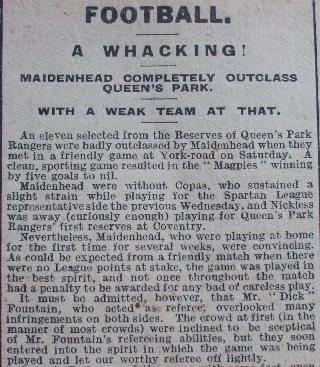 FOOTBALL.
A WHACKING!
MAIDENHEAD COMPLETELY OUTCLASS
QUEEN'S PARK.
WITH A WEAK TEAM AT THAT.
An eleven selected from the Reserves of Queen's Park
Rangers were badly outclassed by Maidenhead when they
met in a friendly game at York-road on Saturday. A
clean, sporting game resulted in the "Magpies" winning
by five goals to nil.
Maidenhead were without Copas, who sustained a
slight strain while playing for the Spartan League
representative side the previous Wednesday, and Nickless
was away (curiously enough) playing for Queen's Park
Rangers' first reserves at Coventry.
Nevertheless, Maidenhead, who were playing at home
for the first time for several weeks, were convincing.
As could be expected from a friendly match when there
were no League points at stake, the game was played in
the best spirit, and not once throughout the match
had a penalty to be awarded for any bad of careless play.
It must be admitted, however, that Mr. "Dick"
Fountain, who acted as referee, overlooked many
infringements on both sides. The crowd at first (in the
manner of most crowds) were inclined to be sceptical
of Mr. Fountain's refereeing abilities, but they soon
entered into the spirit in which the game was being
played and let our worthy referee off lightly.